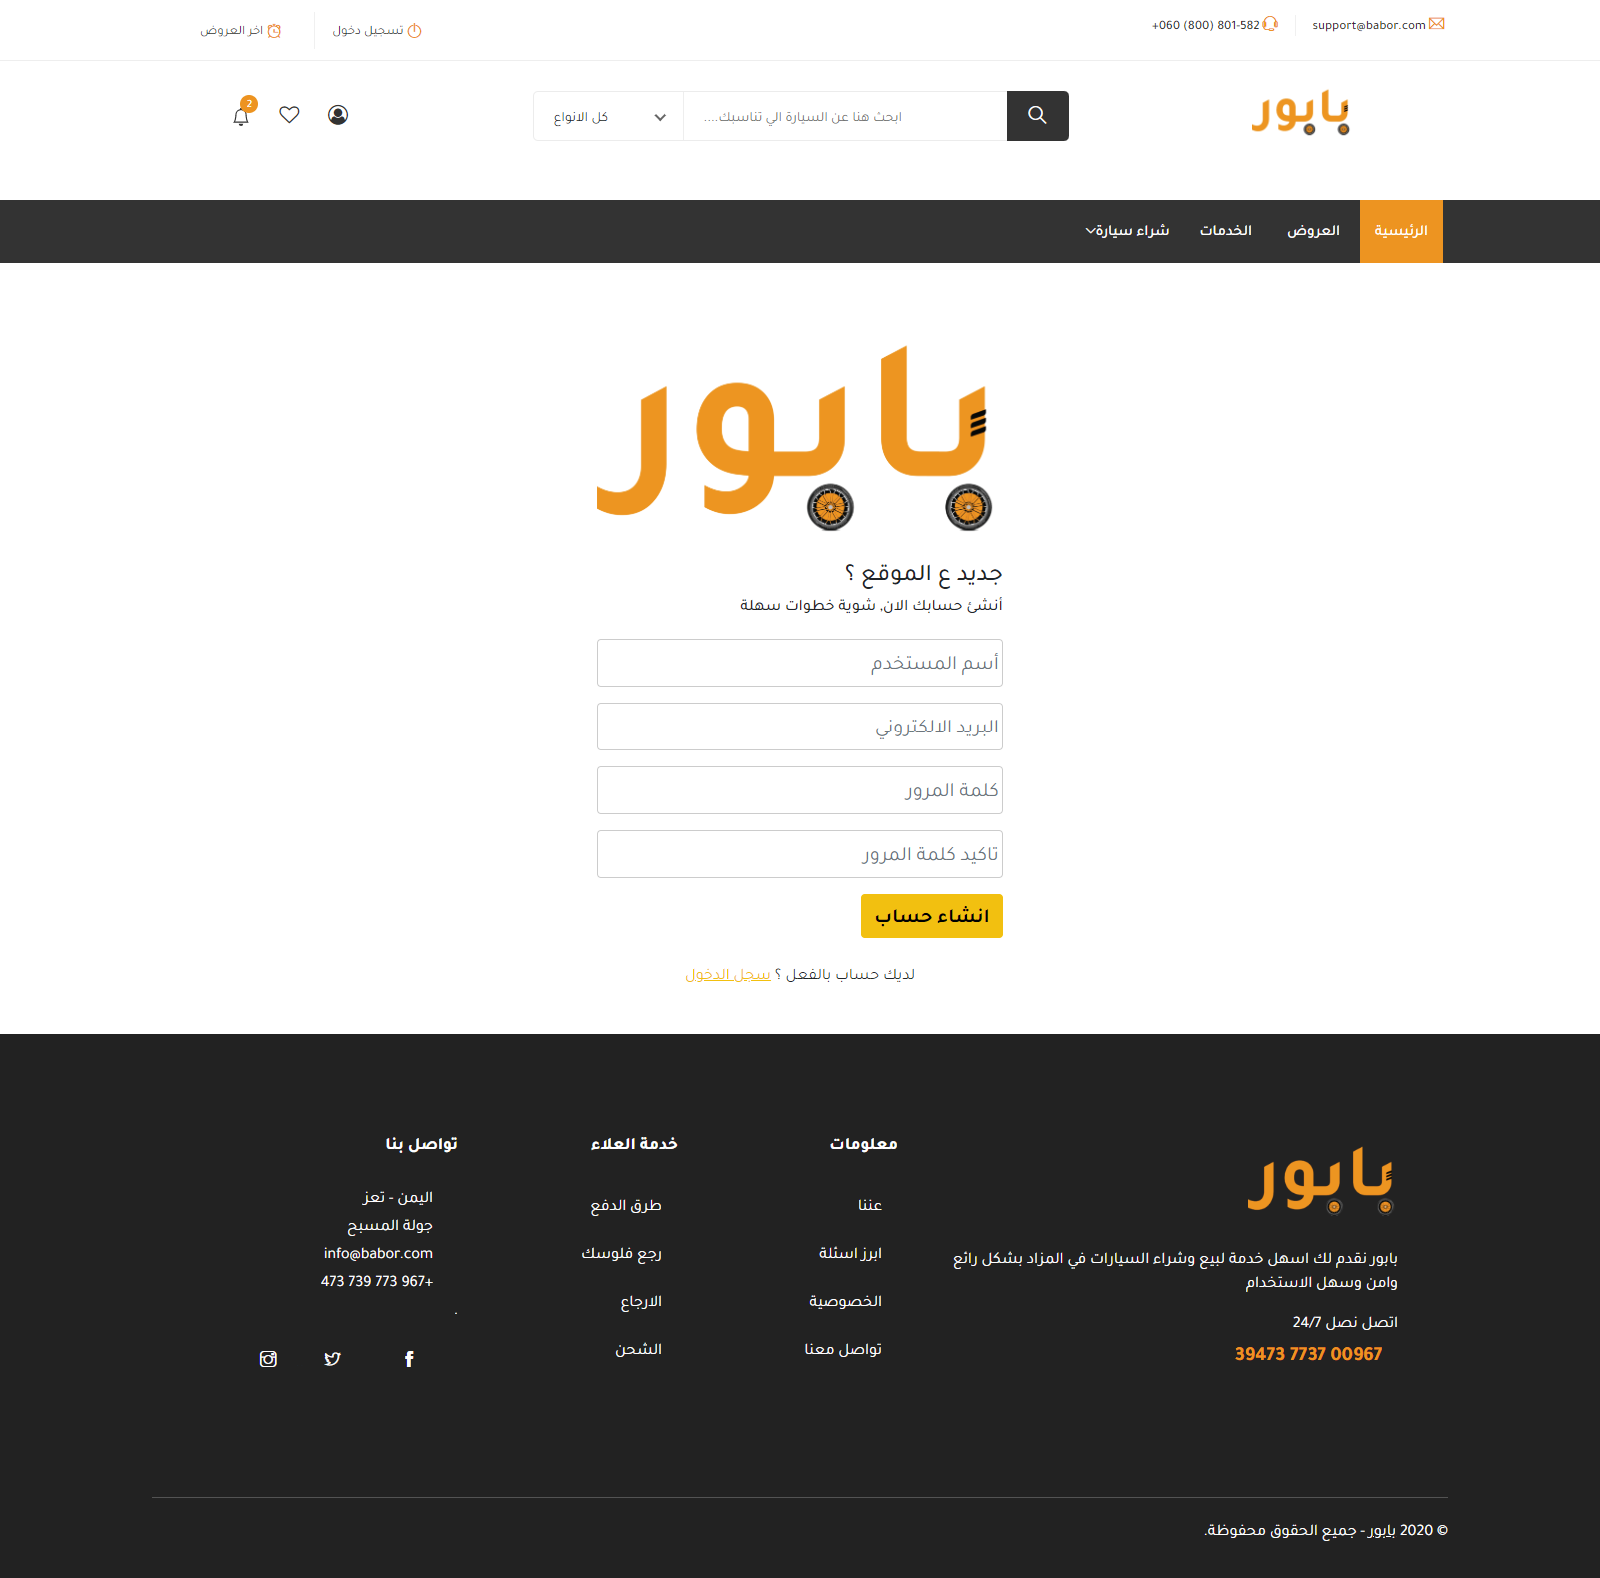 support@babor.com
+060 (800) 801-582
تسجيل دخول
اخر العروض
بابور
ابحث هنا عن السيارة الي تناسبك....
كل الانواع
2
الرئيسية
العروض
الخدمات
شراء سيارة
بابور
جديد ع الموقع ؟
أنشئ حسابك الان, شوية خطوات سهلة
أسم المستخدم
البريد الالكتروني
كلمة المرور
تاكيد كلمة المرور
انشاء حساب
لديك حساب بالفعل ؟ سجل الدخول
بابور
بابور نقدم لك اسهل خدمة لبيع وشراء السيارات في المزاد بشكل رائع
وامن وسهل الاستخدام
اتصل نصل 24/7
39473 7737 00967
معلومات
عننا
ابرز اسئلة
الخصوصية
تواصل معنا
خدمة العلاء
طرق الدفع
رجع فلوسك
الارجاع
الشحن
تواصل بنا
اليمن - تعز
جولة المسبح
info@babor.com
473 739 773 967+
.
© 2020 بابور - جميع الحقوق محفوظة.